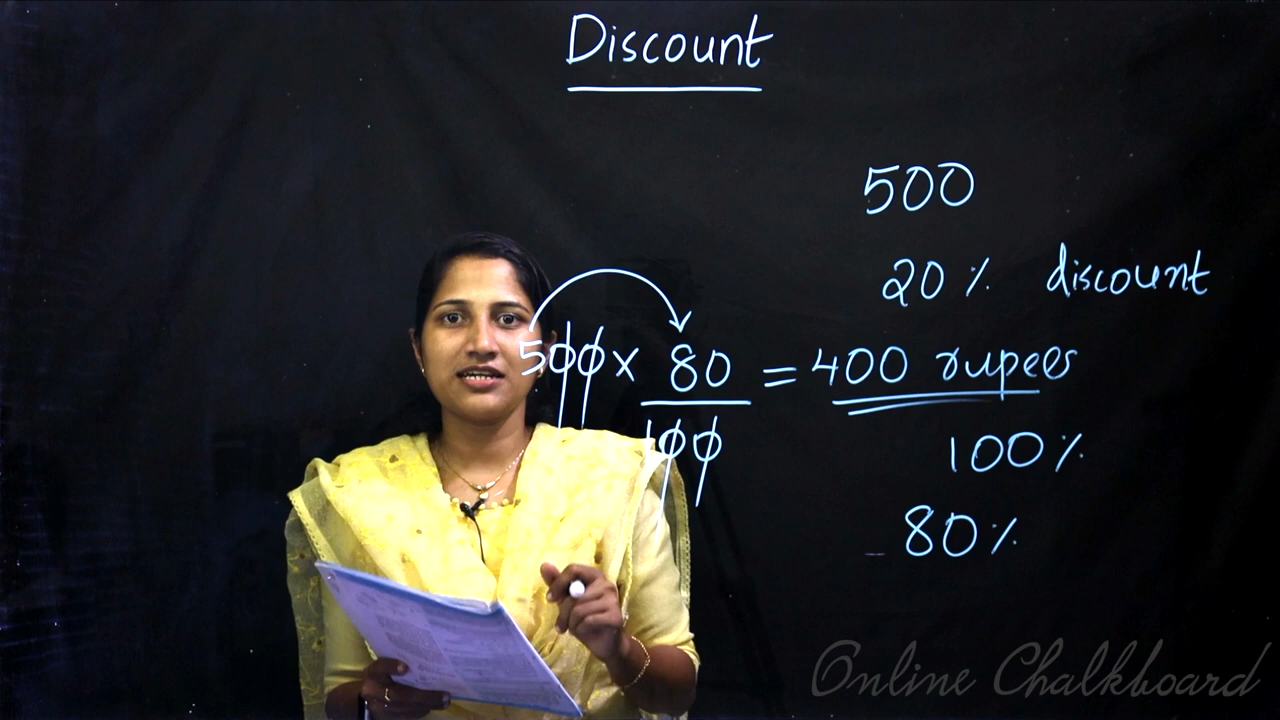 Discount
500
20 % discount
500 x 80 = 400 rupees
100
100 %
80 %
Online Chalkboard